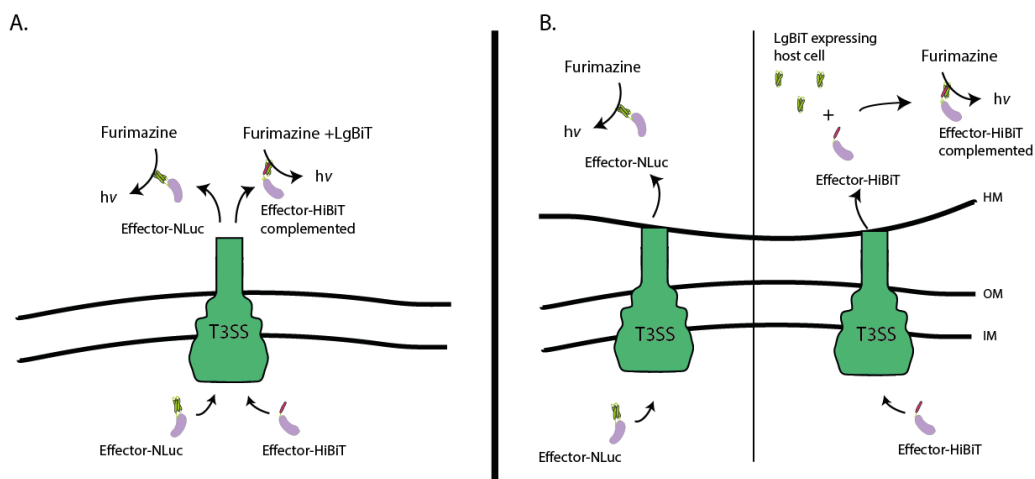 A.
Furimazine
Furimazine +LgBiT
hv
hv
Effector-NLuc
Effector-HiBiT
complemented
T3SS
Effector-NLuc
Effector-HiBiT
B.
Furimazine
hv
Effector-NLuc
LgBiT expressing
host cell
+
Furimazine
hv
Effector-HiBiT
complemented
Effector-HiBiT
HM
OM
IM
T3SS
T3SS
Effector-NLuc
Effector-HiBiT